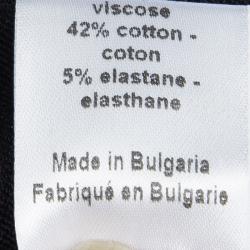 viscose
42% cotton -
coton
5% elastane -
elasthane
Made in Bulgaria
Fabriqué en Bulgarie